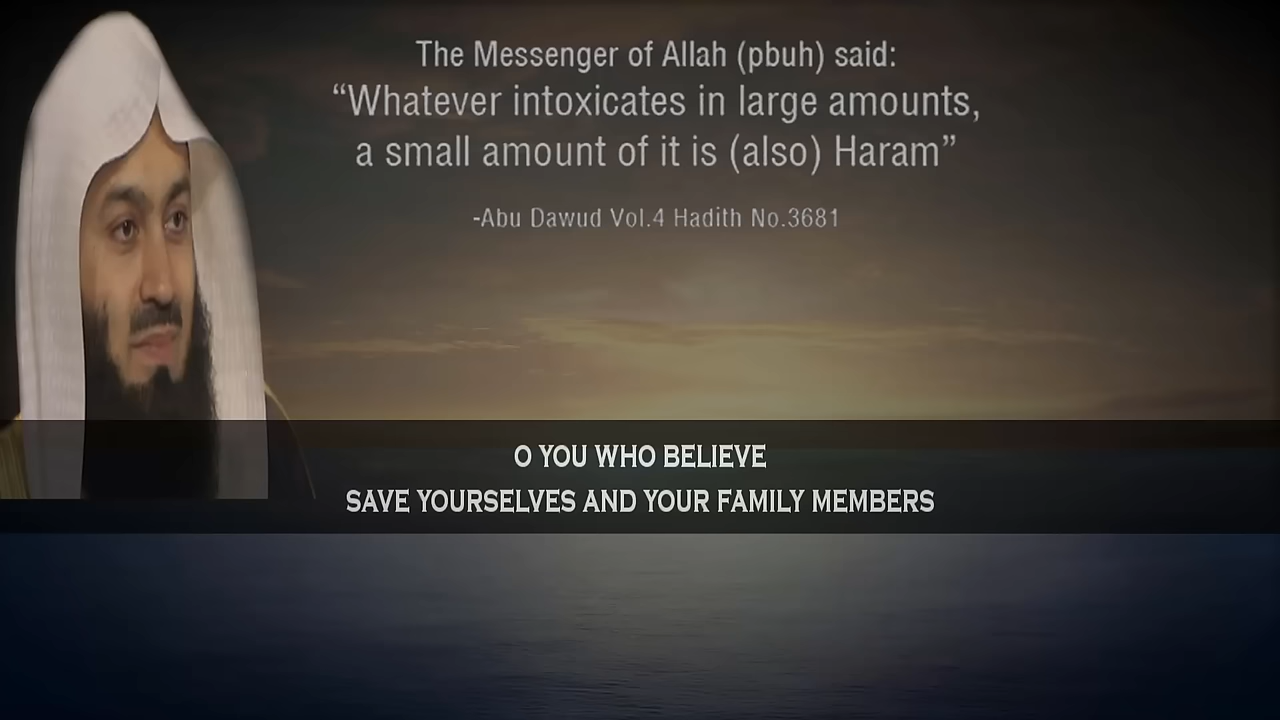 The Messenger of Allah (pbuh) said:
“Whatever intoxicates in large amounts,
a small amount of it is (also) Haram”
-Abu Dawud Vol.4 Hadith No.3681
O YOU WHO BELIEVE
SAVE YOURSELVES AND YOUR FAMILY MEMBERS